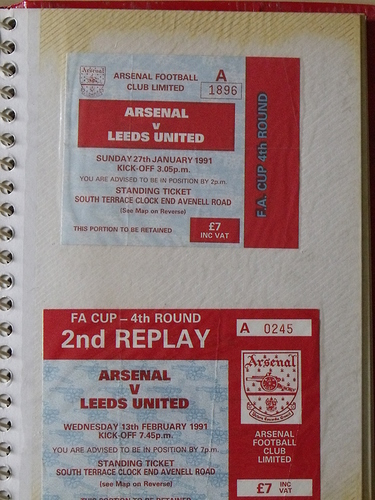 Arsenal
ARSENAL FOOTBALL
CLUB LIMITED
A
1896
ARSENAL
v
LEEDS UNITED
SUNDAY 27th JANUARY 1991
KICK-OFF 3.05p.m.
YOU ARE ADVISED TO BE IN POSITION BY 2p.m.
STANDING TICKET
SOUTH TERRACE CLOCK END AVENELL ROAD
(See Map on Reverse)
THIS PORTION TO BE RETAINED
£7
INC VAT
F.A. CUP 4th ROUND
FA CUP – 4th ROUND
2nd REPLAY
A 0245
ARSENAL
V
LEEDS UNITED
WEDNESDAY 13th FEBRUARY 1991
KICK-OFF 7.45p.m.
YOU ARE ADVISED TO BE IN POSITION BY 7p.m.
STANDING TICKET
SOUTH TERRACE CLOCK END AVENELL ROAD
(See Map on Reverse)
THIS PORTION TO BE RETAINED
Arsenal
ARSENAL
FOOTBALL
CLUB
LIMITED
£7 INC
VAT